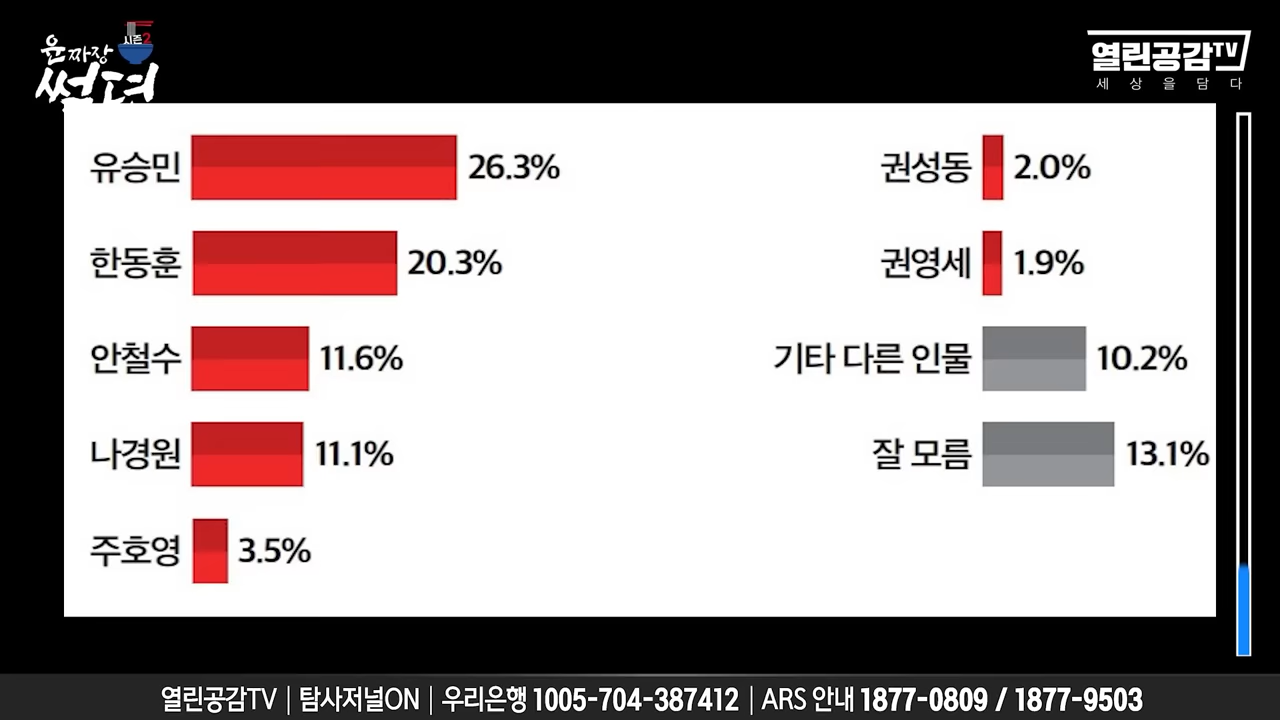 윤짜장
시즌2
썰뎐
열린공감TV
세상을담다
유승민 26.3%
한동훈 20.3%
안철수 11.6%
나경원 11.1%
주호영 3.5%
권성동 2.0%
권영세 1.9%
기타 다른 인물 10.2%
잘 모름 13.1%
열린공감TV | 탐사저널ON | 우리은행 1005-704-387412 | ARS 안내 1877-0809 / 1877-9503